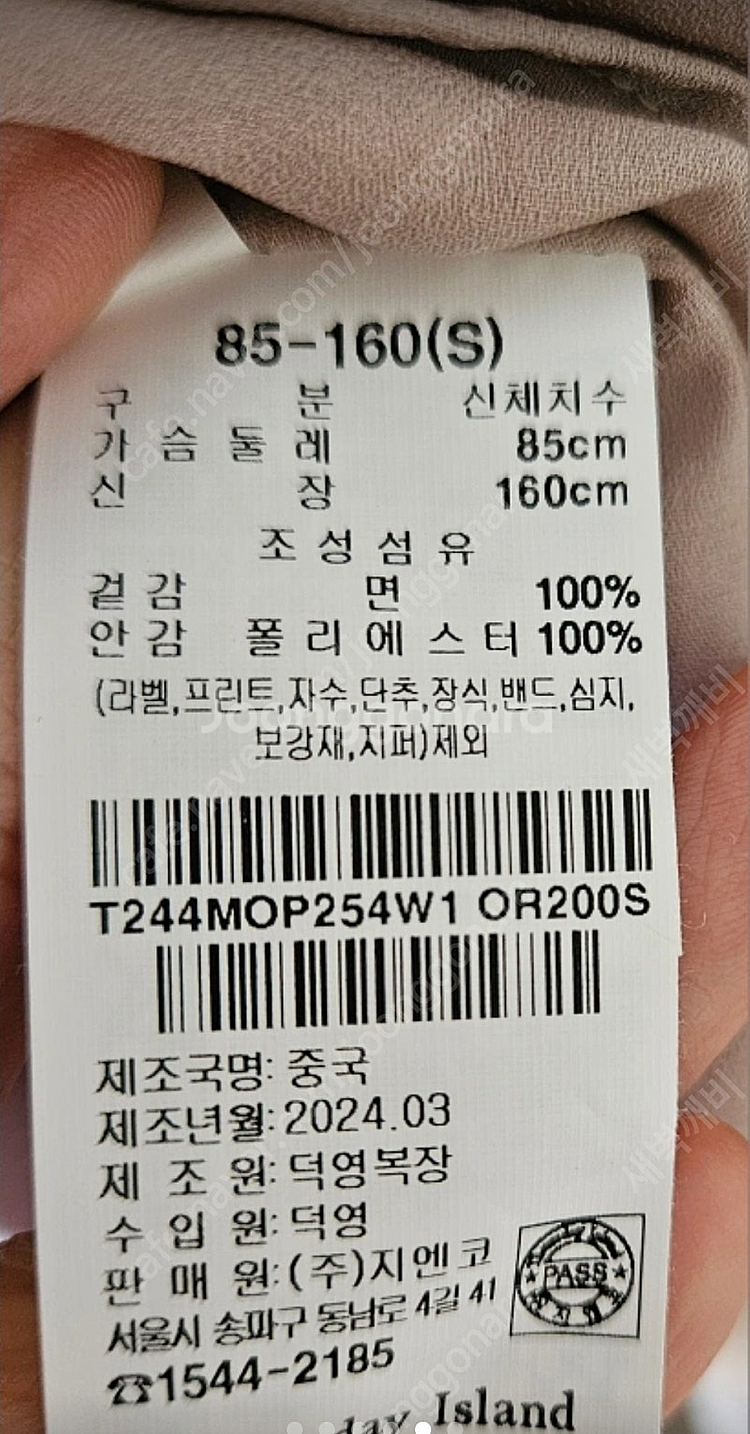 85-160(S)
구 분 신체치수
가 슴 둘 레 85cm
신 장 160cm
조 성 섬 유
겉 감 면 100%
안 감 폴 리 에 스 터 100%
(라벨,프린트,자수,단추,장식,밴드,심지,
보강재,지퍼)제외
T244MOP254W1 OR200S
제조국명: 중국
제조년월: 2024.03
제 조 원: 덕영복장
수 입 원: 덕영
판 매 원: (주)지엔코
PASS
서울시 송파구 동남로 4길 41
☎1544-2185
Island